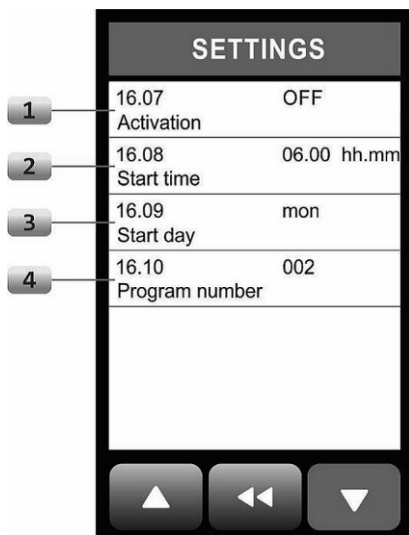 SETTINGS
1
16.07 OFF
Activation
2
16.08 06.00 hh.mm
Start time
3
16.09 mon
Start day
4
16.10 002
Program number